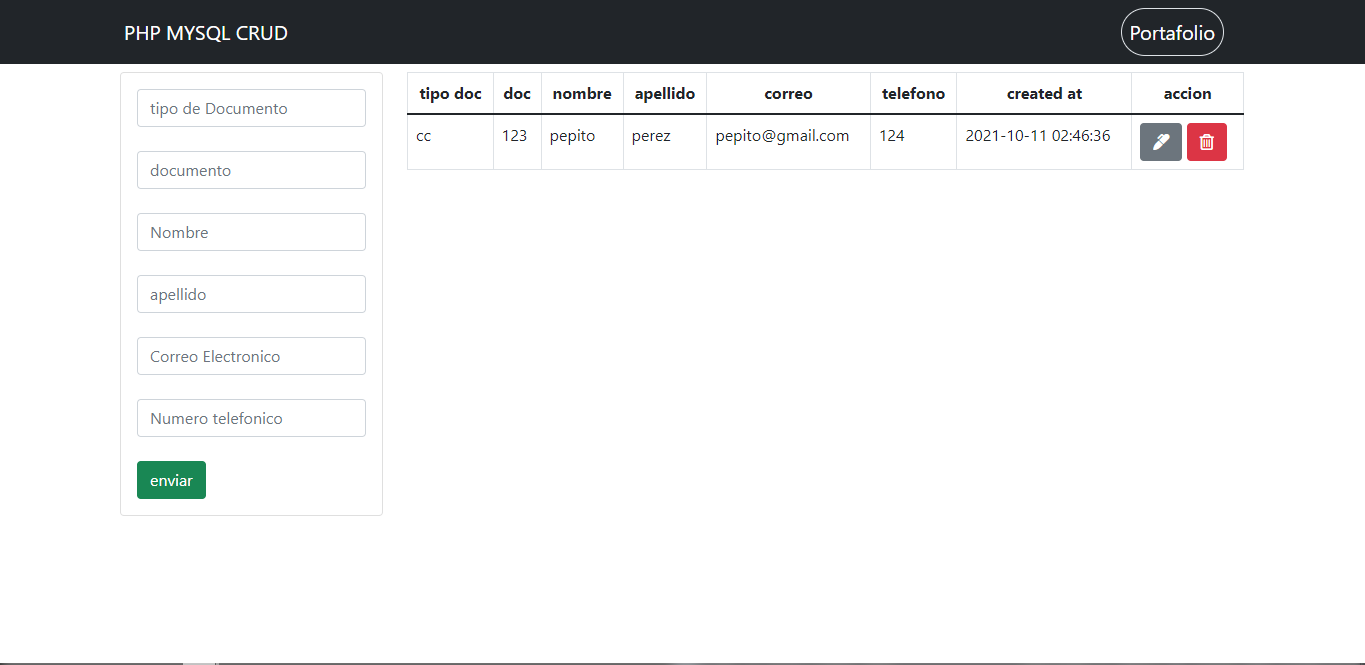 PHP MYSQL CRUD
Portafolio
tipo de Documento
documento
Nombre
apellido
Correo Electronico
Numero telefonico
enviar
tipo doc doc nombre apellido correo telefono created at accion
cc 123 pepito perez pepito@gmail.com 124 2021-10-11 02:46:36